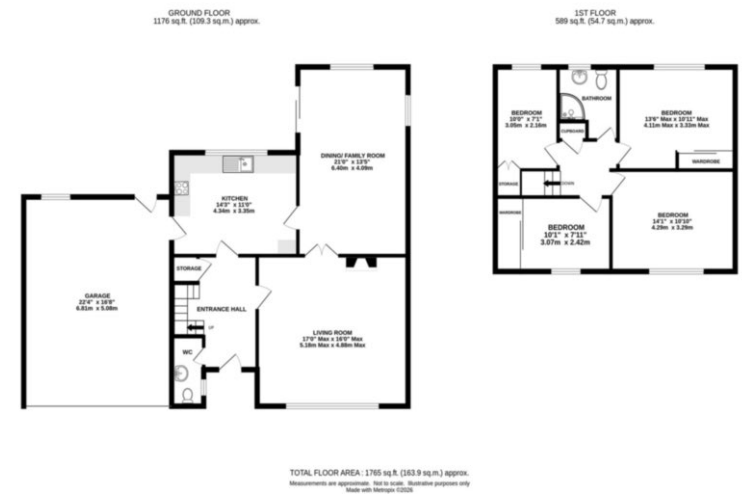 GROUND FLOOR
1176 sq.ft. (109.3 sq.m.) approx.
1ST FLOOR
589 sq.ft. (54.7 sq.m.) approx.
DINING/ FAMILY ROOM
21'0" x 13'5"
6.40m x 4.09m
KITCHEN
14'3" x 11'0"
4.34m x 3.35m
STORAGE
ENTRANCE HALL
UP
WC
GARAGE
22'4" x 16'8"
6.81m x 5.08m
LIVING ROOM
17'0" Max x 16'0" Max
5.18m Max x 4.88m Max
BEDROOM
10'0" x 7'1"
3.05m x 2.16m
BATHROOM
CUPBOARD
BEDROOM
13'6" Max x 10'11" Max
4.11m Max x 3.33m Max
WARDROBE
STORAGE
DOWN
WARDROBE
BEDROOM
10'1" x 7'11"
3.07m x 2.42m
BEDROOM
14'1" x 10'10"
4.29m x 3.29m
TOTAL FLOOR AREA : 1765 sq.ft. (163.9 sq.m.) approx.
Measurements are approximate. Not to scale. Illustrative purposes only
Made with Metropix ©2026